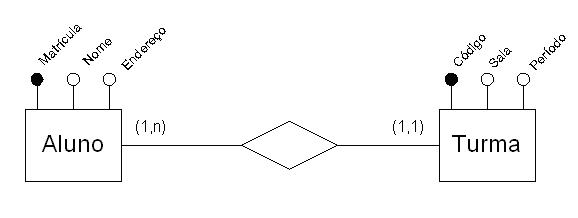 Matrícula
Nome
Endereço
Código
Sala
Período
(1,n)
(1,1)
Aluno
Turma